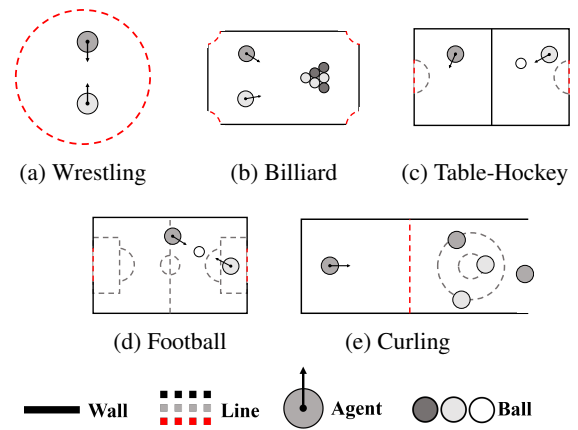 (a) Wrestling
(b) Billiard
(c) Table-Hockey
(d) Football
(e) Curling
Wall
Line
Agent
Ball